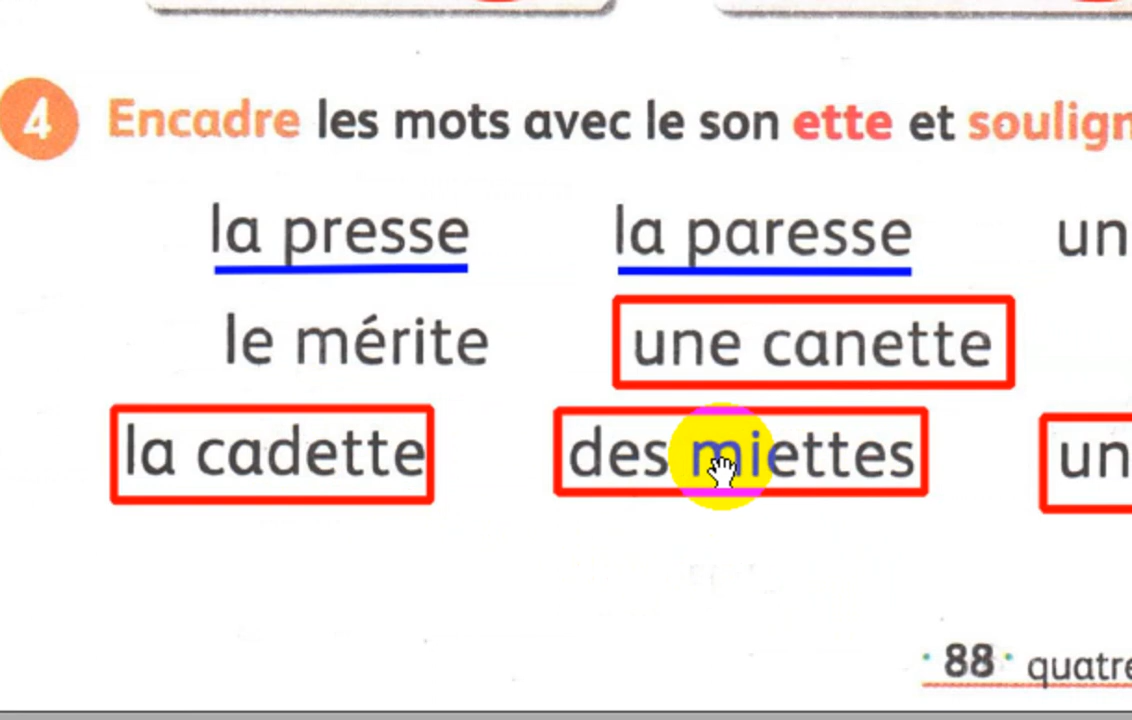 4 Encadre les mots avec le son ette et soulign
la presse la paresse un
le mérite une canette
la cadette des miettes un
· 88 · quatre